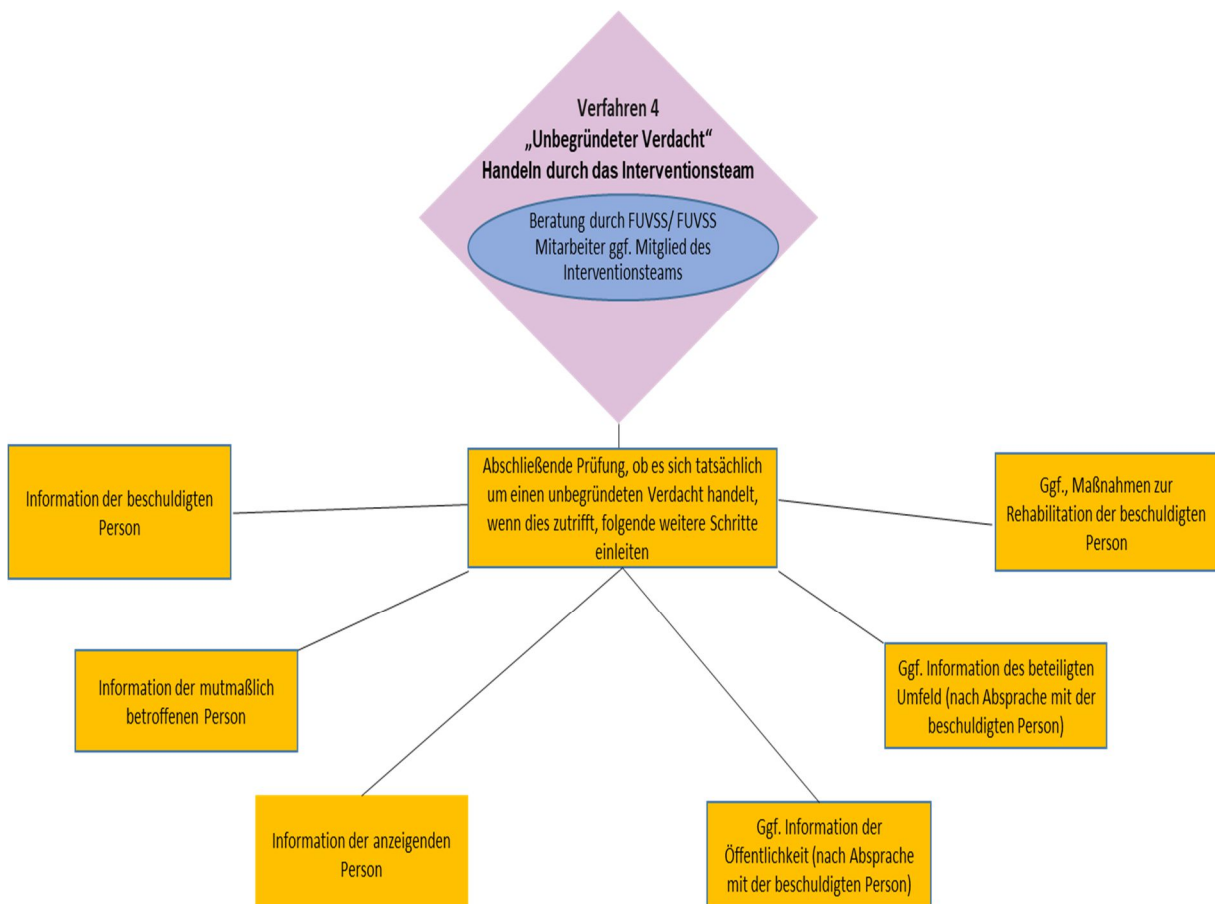 Verfahren 4
„Unbegründeter Verdacht“
Handeln durch das Interventionsteam
Beratung durch FUVSS/ FUVSS
Mitarbeiter ggf. Mitglied des
Interventionsteams
Abschließende Prüfung, ob es sich tatsächlich
um einen unbegründeten Verdacht handelt,
wenn dies zutrifft, folgende weitere Schritte
einleiten
Information der beschuldigten
Person
Ggf., Maßnahmen zur
Rehabilitation der beschuldigten
Person
Information der mutmaßlich
betroffenen Person
Ggf. Information des beteiligten
Umfeld (nach Absprache mit der
beschuldigten Person)
Information der anzeigenden
Person
Ggf. Information der
Öffentlichkeit (nach Absprache
mit der beschuldigten Person)